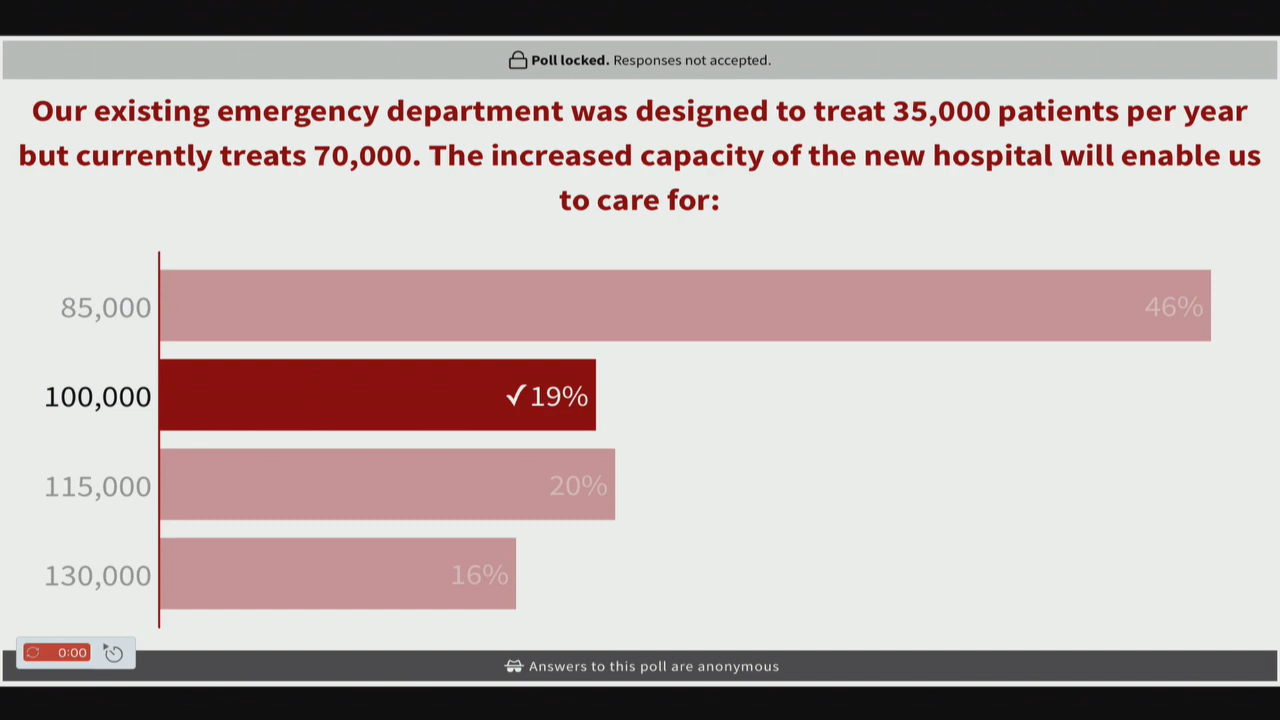 Poll locked. Responses not accepted.
Our existing emergency department was designed to treat 35,000 patients per year
but currently treats 70,000. The increased capacity of the new hospital will enable us
to care for:
85,000 46%
100,000 ✓19%
115,000 20%
130,000 16%
0:00
Answers to this poll are anonymous